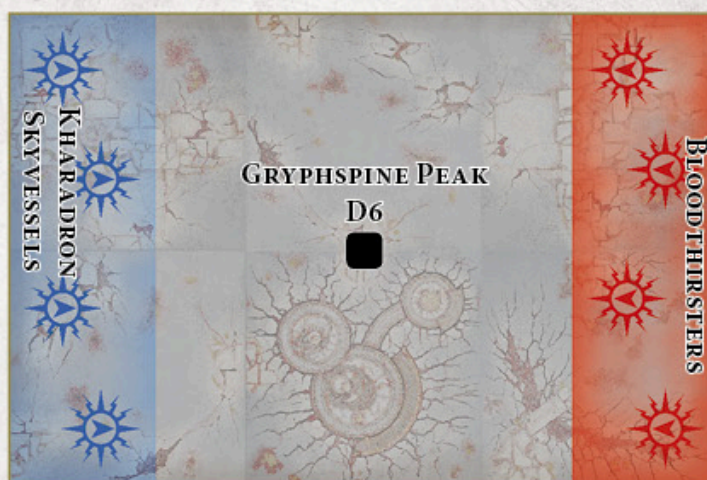 Kharadron
Skyvessels
Gryphspine Peak
D6
Bloodthirsters